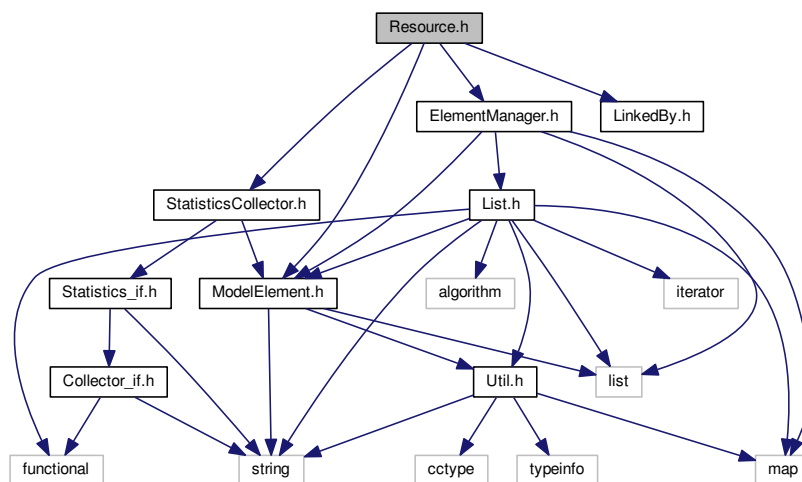 Resource.h
ElementManager.h
LinkedBy.h
StatisticsCollector.h
List.h
Statistics_if.h
ModelElement.h
algorithm
iterator
Collector_if.h
Util.h
list
functional
string
cctype
typeinfo
map